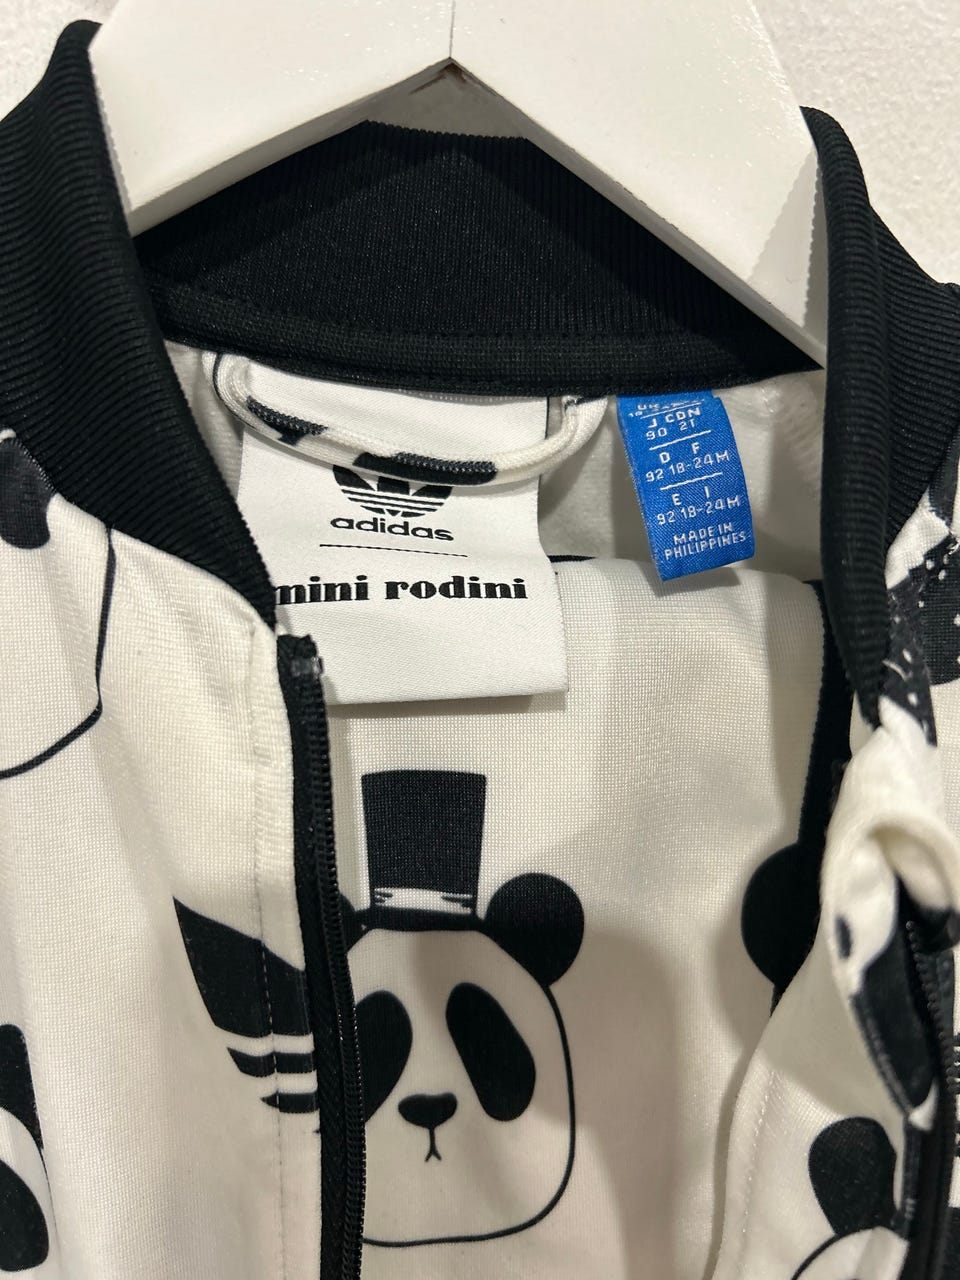 adidas
mini rodini
J CDN
90 2T
D F
92 18-24M
E I
92 18-24M
MADE IN
PHILIPPINES